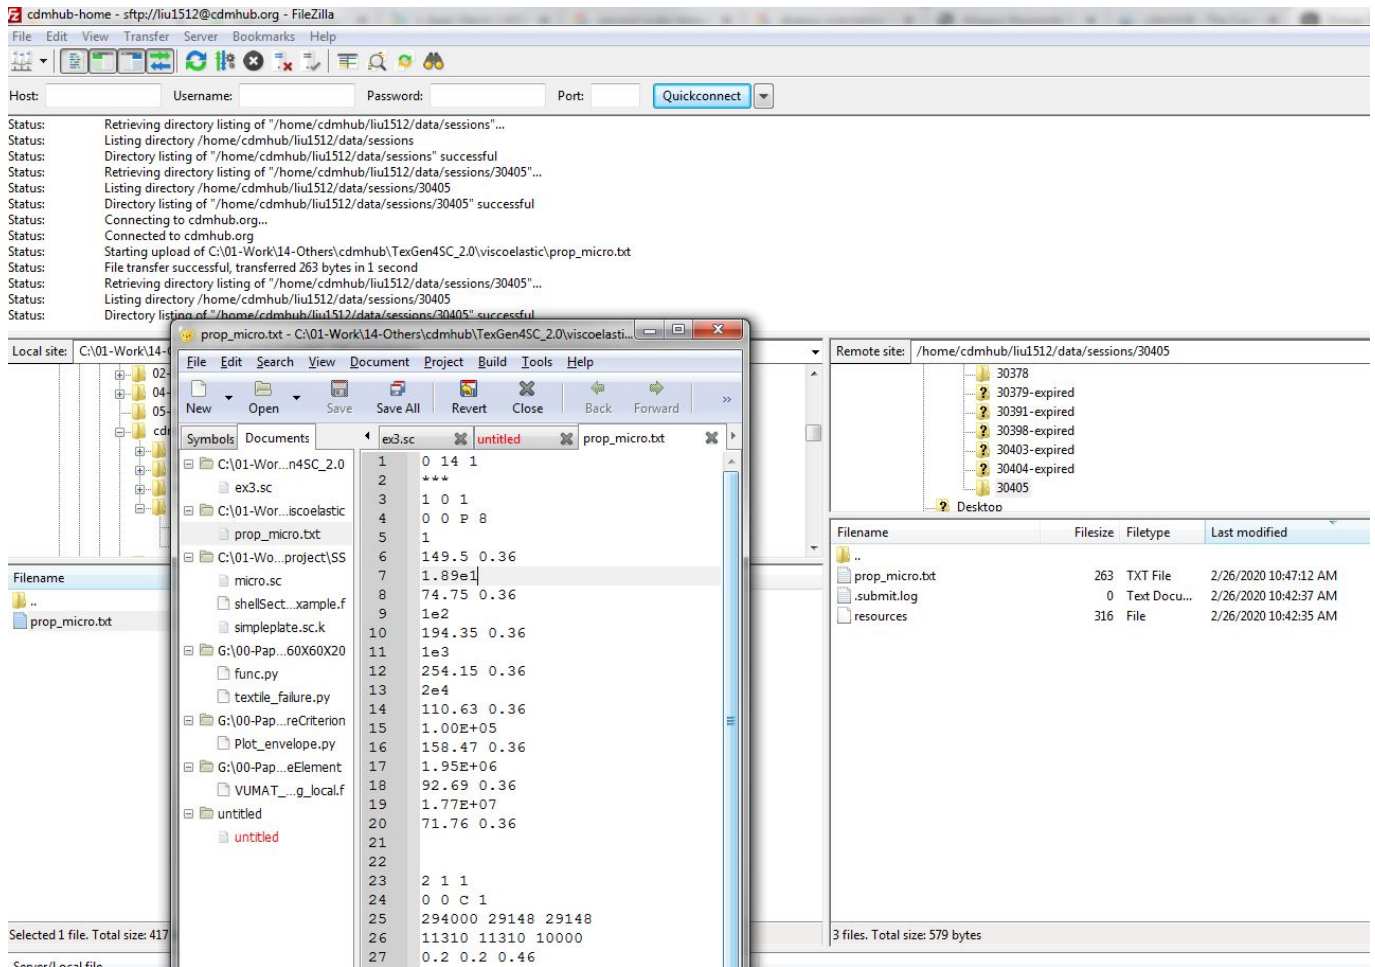 cdmhub-home - sftp://liu1512@cdmhub.org - FileZilla
File Edit View Transfer Server Bookmarks Help
Host: Username: Password: Port: Quickconnect
Status: Retrieving directory listing of "/home/cdmhub/liu1512/data/sessions"...
Status: Listing directory /home/cdmhub/liu1512/data/sessions
Status: Directory listing of "/home/cdmhub/liu1512/data/sessions" successful
Status: Retrieving directory listing of "/home/cdmhub/liu1512/data/sessions/30405"...
Status: Listing directory /home/cdmhub/liu1512/data/sessions/30405
Status: Directory listing of "/home/cdmhub/liu1512/data/sessions/30405" successful
Status: Connecting to cdmhub.org...
Status: Connected to cdmhub.org
Status: Starting upload of C:\01-Work\14-Others\cdmhub\TexGen4SC_2.0\viscoelastic\prop_micro.txt
Status: File transfer successful, transferred 263 bytes in 1 second
Status: Retrieving directory listing of "/home/cdmhub/liu1512/data/sessions/30405"...
Status: Listing directory /home/cdmhub/liu1512/data/sessions/30405
Status: Directory listing of "/home/cdmhub/liu1512/data/sessions/30405" successful
Local site: C:\01-Work\14-
02-
04-
05-
cdr
Filename
..
prop_micro.txt
Selected 1 file. Total size: 417
Server/Local file
prop_micro.txt - C:\01-Work\14-Others\cdmhub\TexGen4SC_2.0\viscoelasti...
File Edit Search View Document Project Build Tools Help
New Open Save Save All Revert Close Back Forward »
Symbols Documents
C:\01-Wor...n4SC_2.0
ex3.sc
C:\01-Wor...iscoelastic
prop_micro.txt
C:\01-Wo...project\SS
micro.sc
shellSect...xample.f
simpleplate.sc.k
G:\00-Pap...60X60X20
func.py
textile_failure.py
G:\00-Pap...reCriterion
Plot_envelope.py
G:\00-Pap...eElement
VUMAT_...g_local.f
untitled
untitled
ex3.sc untitled prop_micro.txt
1 0 14 1
2 ***
3 1 0 1
4 0 0 P 8
5 1
6 149.5 0.36
7 1.89e1
8 74.75 0.36
9 1e2
10 194.35 0.36
11 1e3
12 254.15 0.36
13 2e4
14 110.63 0.36
15 1.00E+05
16 158.47 0.36
17 1.95E+06
18 92.69 0.36
19 1.77E+07
20 71.76 0.36
21
22
23 2 1 1
24 0 0 C 1
25 294000 29148 29148
26 11310 11310 10000
27 0.2 0.2 0.46
Remote site: /home/cdmhub/liu1512/data/sessions/30405
30378
? 30379-expired
? 30391-expired
? 30398-expired
? 30403-expired
? 30404-expired
30405
? Desktop
Filename Filesize Filetype Last modified
..
prop_micro.txt 263 TXT File 2/26/2020 10:47:12 AM
.submit.log 0 Text Docu... 2/26/2020 10:42:37 AM
resources 316 File 2/26/2020 10:42:35 AM
3 files. Total size: 579 bytes